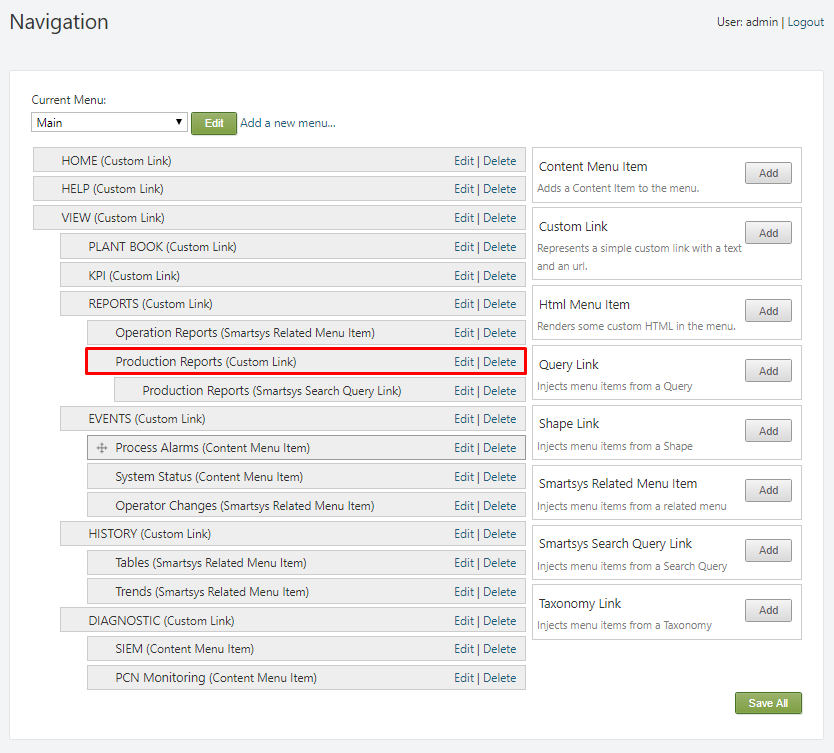 Navigation
User: admin | Logout
Current Menu:
Main Edit Add a new menu...
HOME (Custom Link) Edit | Delete
HELP (Custom Link) Edit | Delete
VIEW (Custom Link) Edit | Delete
PLANT BOOK (Custom Link) Edit | Delete
KPI (Custom Link) Edit | Delete
REPORTS (Custom Link) Edit | Delete
Operation Reports (Smartsys Related Menu Item) Edit | Delete
Production Reports (Custom Link) Edit | Delete
Production Reports (Smartsys Search Query Link) Edit | Delete
EVENTS (Custom Link) Edit | Delete
Process Alarms (Content Menu Item) Edit | Delete
System Status (Content Menu Item) Edit | Delete
Operator Changes (Smartsys Related Menu Item) Edit | Delete
HISTORY (Custom Link) Edit | Delete
Tables (Smartsys Related Menu Item) Edit | Delete
Trends (Smartsys Related Menu Item) Edit | Delete
DIAGNOSTIC (Custom Link) Edit | Delete
SIEM (Content Menu Item) Edit | Delete
PCN Monitoring (Content Menu Item) Edit | Delete
Content Menu Item Add
Adds a Content Item to the menu.
Custom Link Add
Represents a simple custom link with a text
and an url.
Html Menu Item Add
Renders some custom HTML in the menu.
Query Link Add
Injects menu items from a Query
Shape Link Add
Injects menu items from a Shape
Smartsys Related Menu Item Add
Injects menu items from a related menu
Smartsys Search Query Link Add
Injects menu items from a Search Query
Taxonomy Link Add
Injects menu items from a Taxonomy
Save All